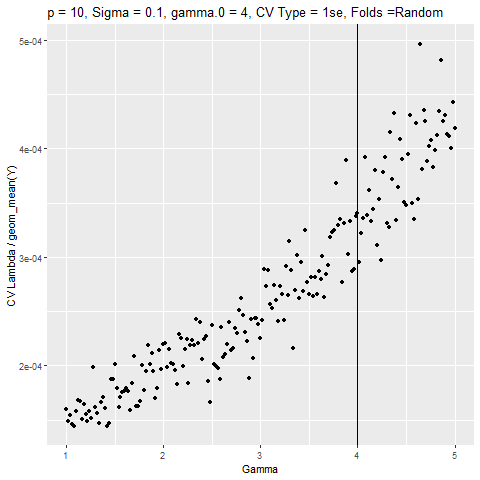 p = 10, Sigma = 0.1, gamma.0 = 4, CV Type = 1se, Folds =Random
5e-04
4e-04
3e-04
2e-04
CV Lambda / geom_mean(Y)
1 2 3 4 5
Gamma